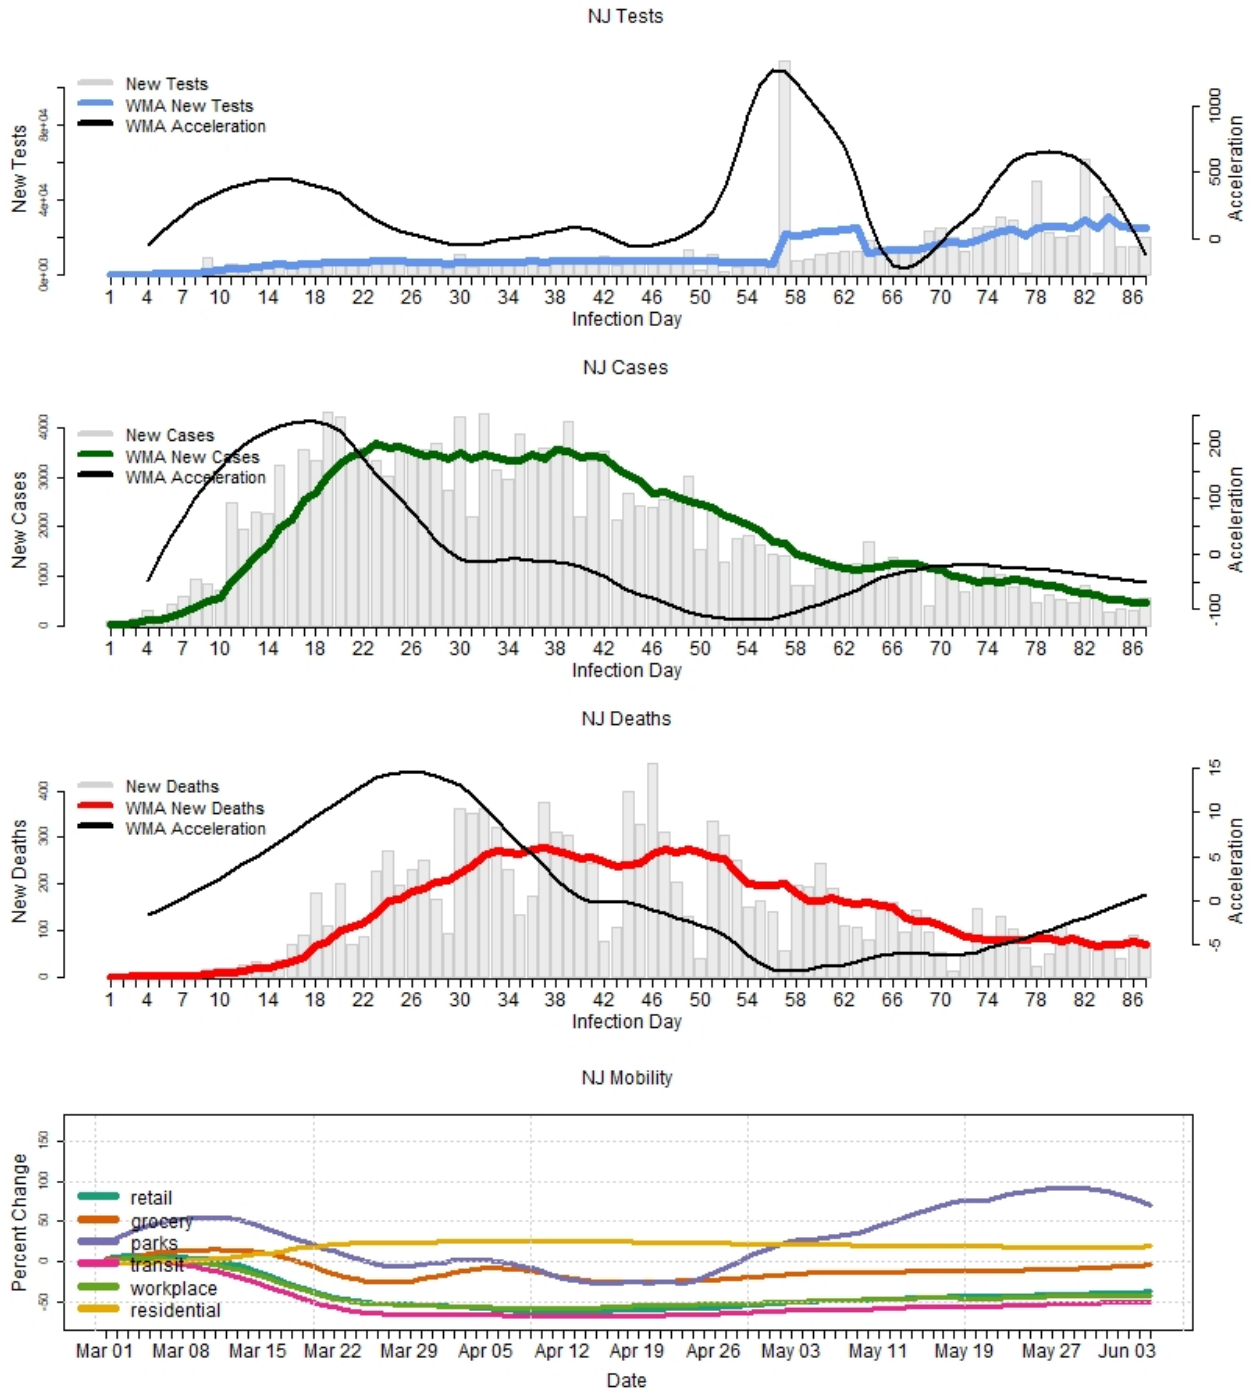 NJ Tests
New Tests
WMA New Tests
WMA Acceleration
New Tests
0e+00 4e+04 8e+04
Acceleration
0 500 1000
1 4 7 10 14 18 22 26 30 34 38 42 46 50 54 58 62 66 70 74 78 82 86
Infection Day
NJ Cases
New Cases
WMA New Cases
WMA Acceleration
New Cases
0 1000 2000 3000 4000
Acceleration
-100 0 100 200
1 4 7 10 14 18 22 26 30 34 38 42 46 50 54 58 62 66 70 74 78 82 86
Infection Day
NJ Deaths
New Deaths
WMA New Deaths
WMA Acceleration
New Deaths
0 100 200 300 400
Acceleration
-5 0 5 10 15
1 4 7 10 14 18 22 26 30 34 38 42 46 50 54 58 62 66 70 74 78 82 86
Infection Day
NJ Mobility
Percent Change
-50 0 50 100 150
retail
grocery
parks
transit
workplace
residential
Mar 01 Mar 08 Mar 15 Mar 22 Mar 29 Apr 05 Apr 12 Apr 19 Apr 26 May 03 May 11 May 19 May 27 Jun 03
Date